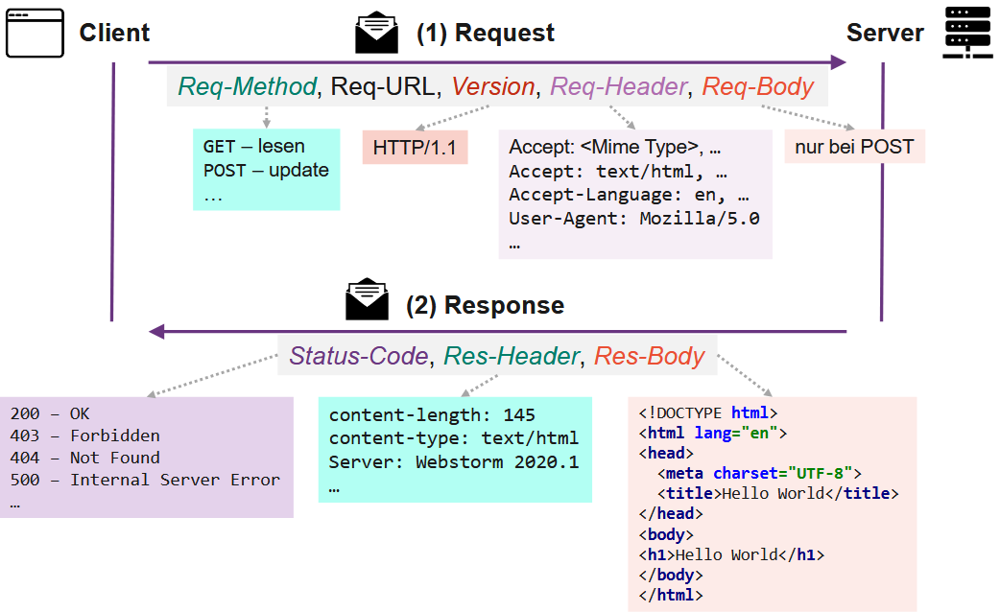 Client
(1) Request
Server
Req-Method, Req-URL, Version, Req-Header, Req-Body
GET – lesen
POST – update
…
HTTP/1.1
Accept: <Mime Type>, …
Accept: text/html, …
Accept-Language: en, …
User-Agent: Mozilla/5.0
…
nur bei POST
(2) Response
Status-Code, Res-Header, Res-Body
200 – OK
403 – Forbidden
404 – Not Found
500 – Internal Server Error
…
content-length: 145
content-type: text/html
Server: Webstorm 2020.1
…
<!DOCTYPE html>
<html lang="en">
<head>
  <meta charset="UTF-8">
  <title>Hello World</title>
</head>
<body>
<h1>Hello World</h1>
</body>
</html>